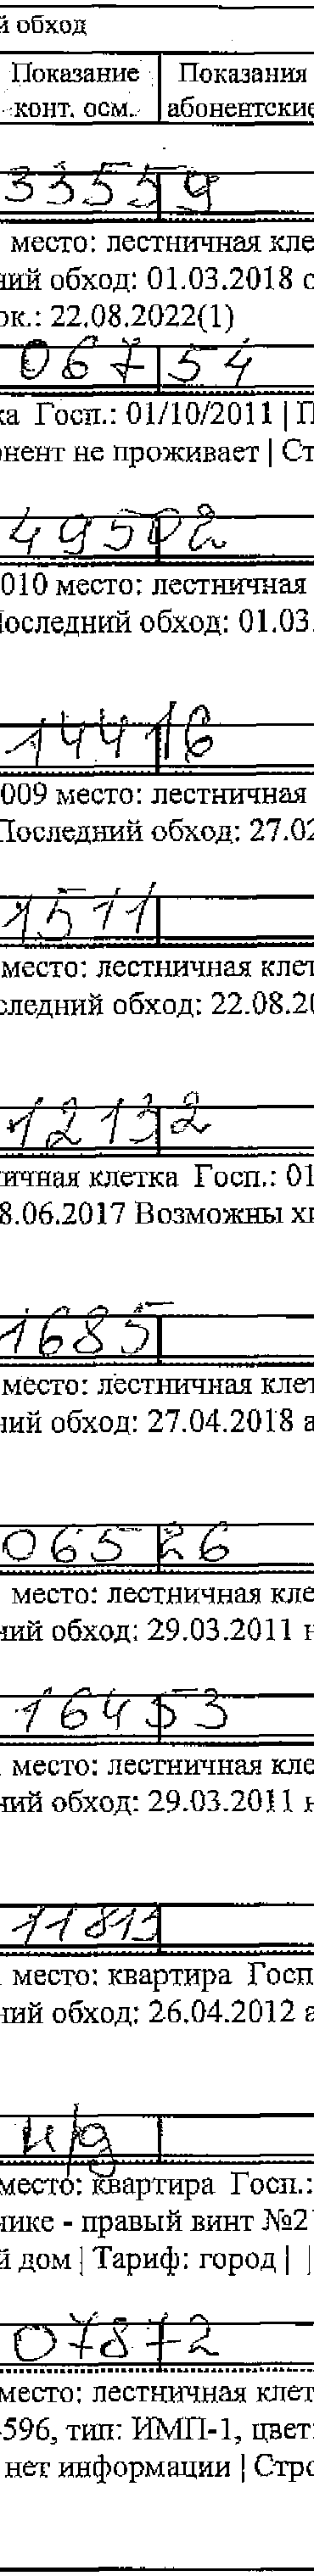 й обход
Показание Показания
конт. осм. абонентские
33559
место: лестничная кле
ний обход: 01.03.2018 с
ок.: 22.08.2022(1)
06754
ка Госп.: 01/10/2011 | П
онент не проживает | Ст
49502
010 место: лестничная
Последний обход: 01.03.
14416
009 место: лестничная
Последний обход: 27.02
1511
место: лестничная клет
следний обход: 22.08.20
12132
ичная клетка Госп.: 01
8.06.2017 Возможны хи
1685
место: лестничная клет
ний обход: 27.04.2018 а
06526
место: лестничная кле
ний обход: 29.03.2011 н
16453
место: лестничная кле
ний обход: 29.03.2011 н
11815
место: квартира Госп
ний обход: 26.04.2012 а
н/д
место: квартира Госп.:
нике - правый винт №21
й дом | Тариф: город | |
07872
место: лестничная клет
596, тип: ИМП-1, цвет:
нет информации | Стро